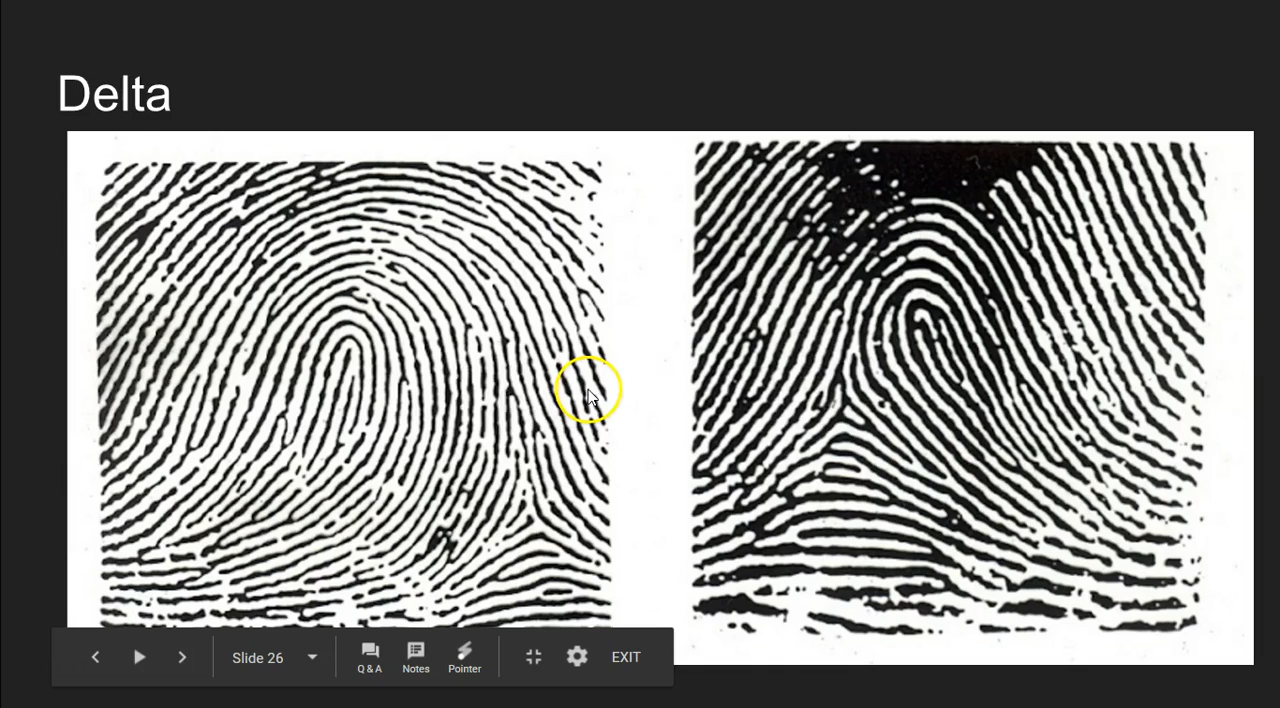 Delta
Slide 26
Q & A
Notes
Pointer
EXIT